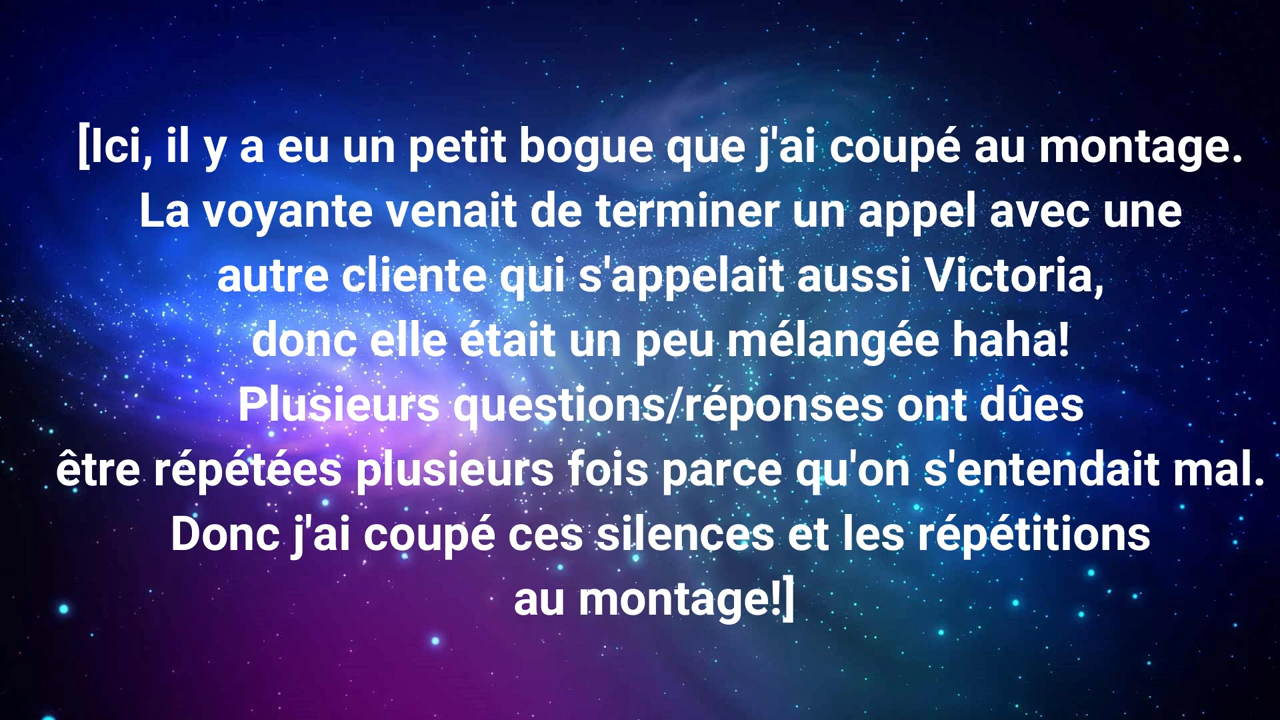 [Ici, il y a eu un petit bogue que j'ai coupé au montage.
La voyante venait de terminer un appel avec une
autre cliente qui s'appelait aussi Victoria,
donc elle était un peu mélangée haha!
Plusieurs questions/réponses ont dûes
être répétées plusieurs fois parce qu'on s'entendait mal.
Donc j'ai coupé ces silences et les répétitions
au montage!]